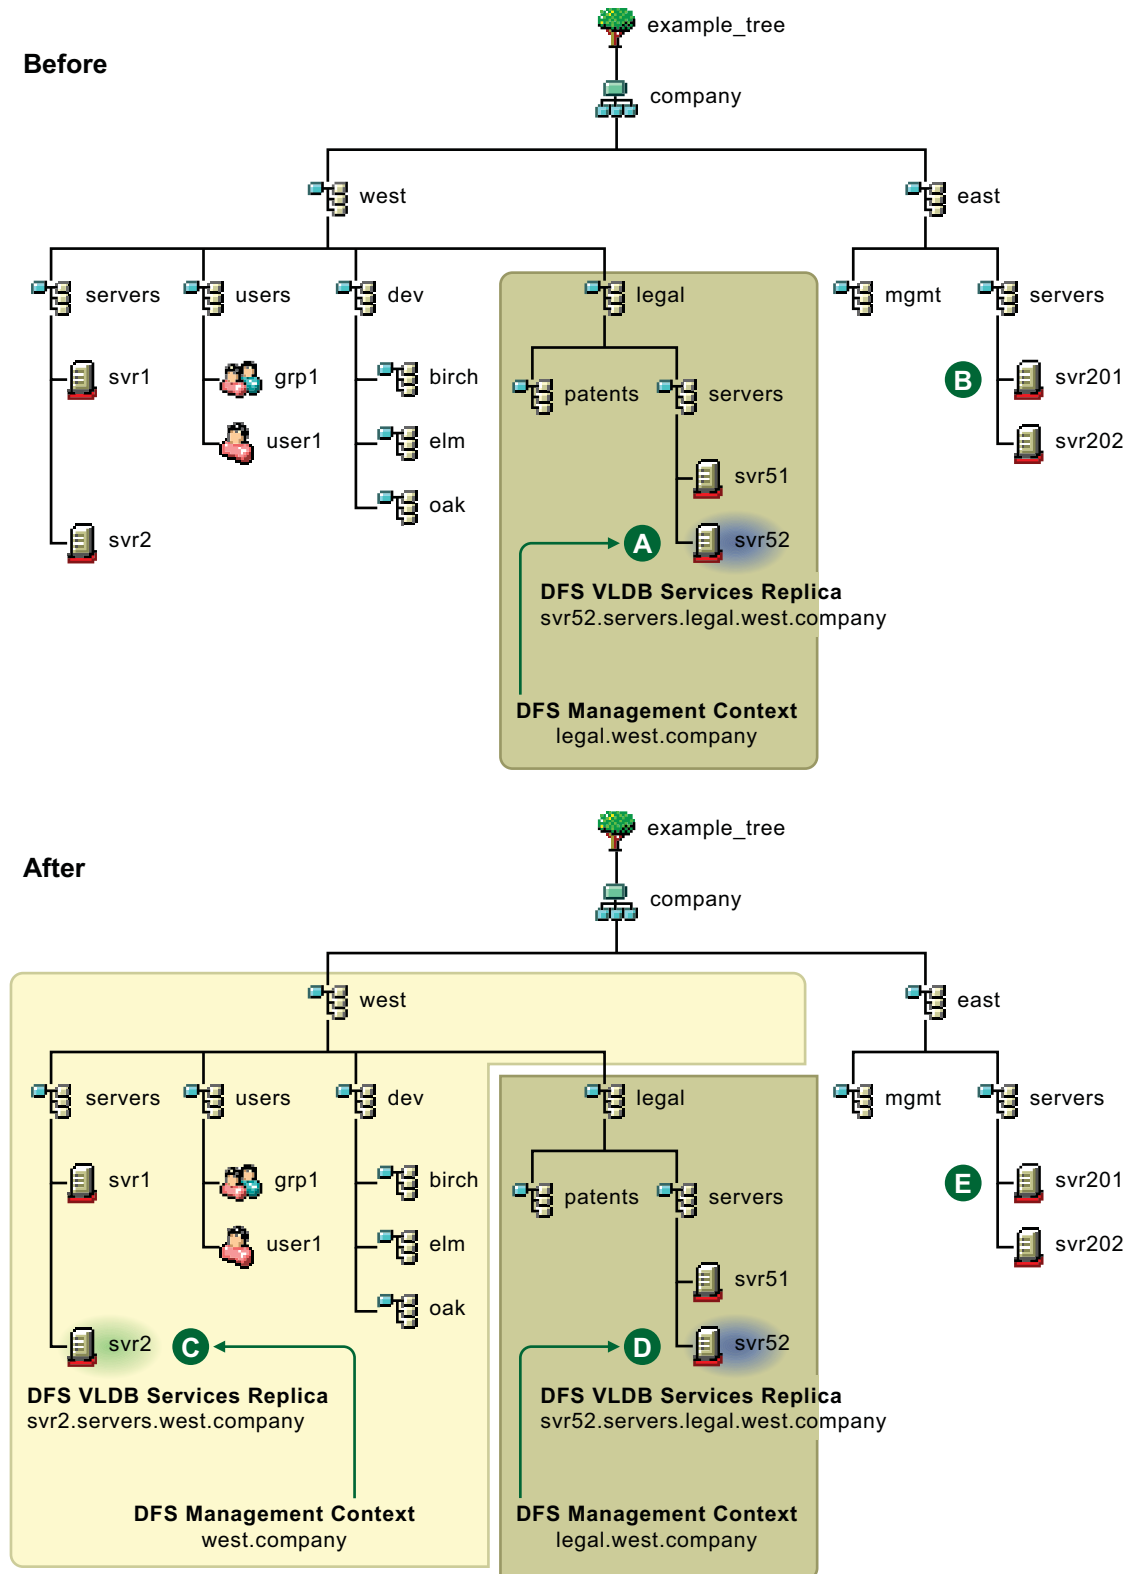 example_tree
Before
company
west
east
servers
users
dev
legal
mgmt
servers
svr1
grp1
birch
patents
servers
B
svr201
user1
elm
svr202
svr51
oak
svr2
A
svr52
DFS VLDB Services Replica
svr52.servers.legal.west.company
DFS Management Context
legal.west.company
example_tree
After
company
west
east
servers
users
dev
legal
mgmt
servers
svr1
grp1
birch
patents
servers
E
svr201
user1
elm
svr202
svr51
oak
svr2
C
D
svr52
DFS VLDB Services Replica
svr2.servers.west.company
DFS VLDB Services Replica
svr52.servers.legal.west.company
DFS Management Context
west.company
DFS Management Context
legal.west.company